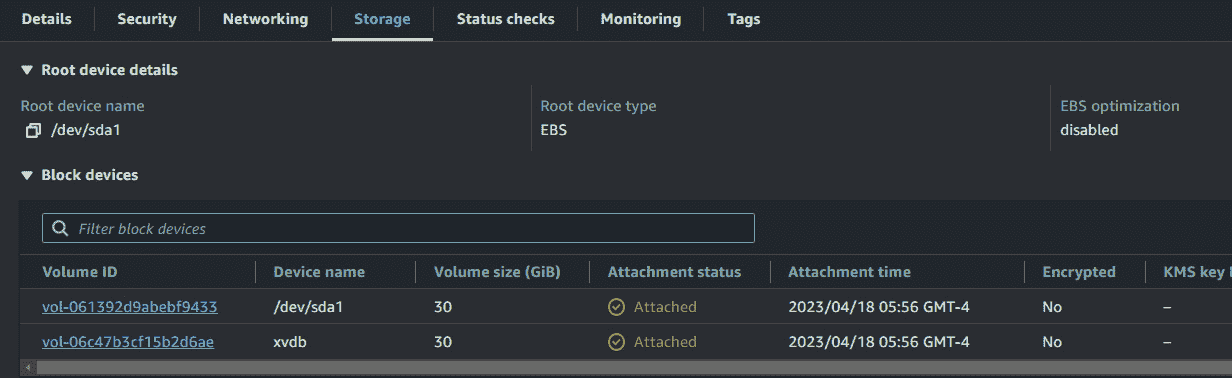 Details Security Networking Storage Status checks Monitoring Tags
Root device details
Root device name Root device type EBS optimization
/dev/sda1 EBS disabled
Block devices
Filter block devices
Volume ID Device name Volume size (GiB) Attachment status Attachment time Encrypted KMS key
vol-061392d9abebf9433 /dev/sda1 30 Attached 2023/04/18 05:56 GMT-4 No –
vol-06c47b3cf15b2d6ae xvdb 30 Attached 2023/04/18 05:56 GMT-4 No –